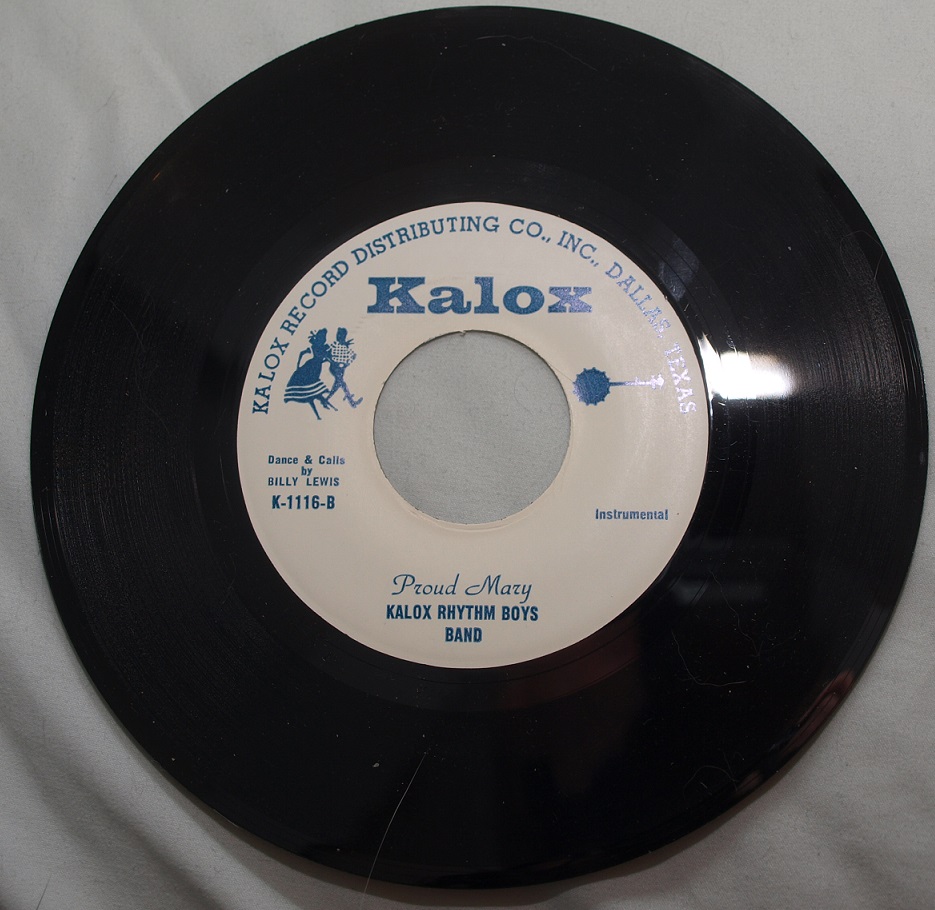 KALOX RECORD DISTRIBUTING CO., INC., DALLAS, TEXAS
Kalox
Dance & Calls
by
BILLY LEWIS
K-1116-B
Instrumental
Proud Mary
KALOX RHYTHM BOYS
BAND